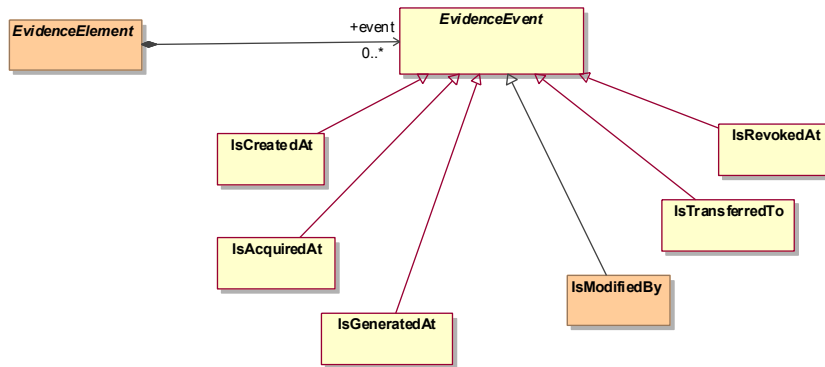 EvidenceElement
+event
0..*
EvidenceEvent
IsCreatedAt
IsRevokedAt
IsTransferredTo
IsAcquiredAt
IsModifiedBy
IsGeneratedAt